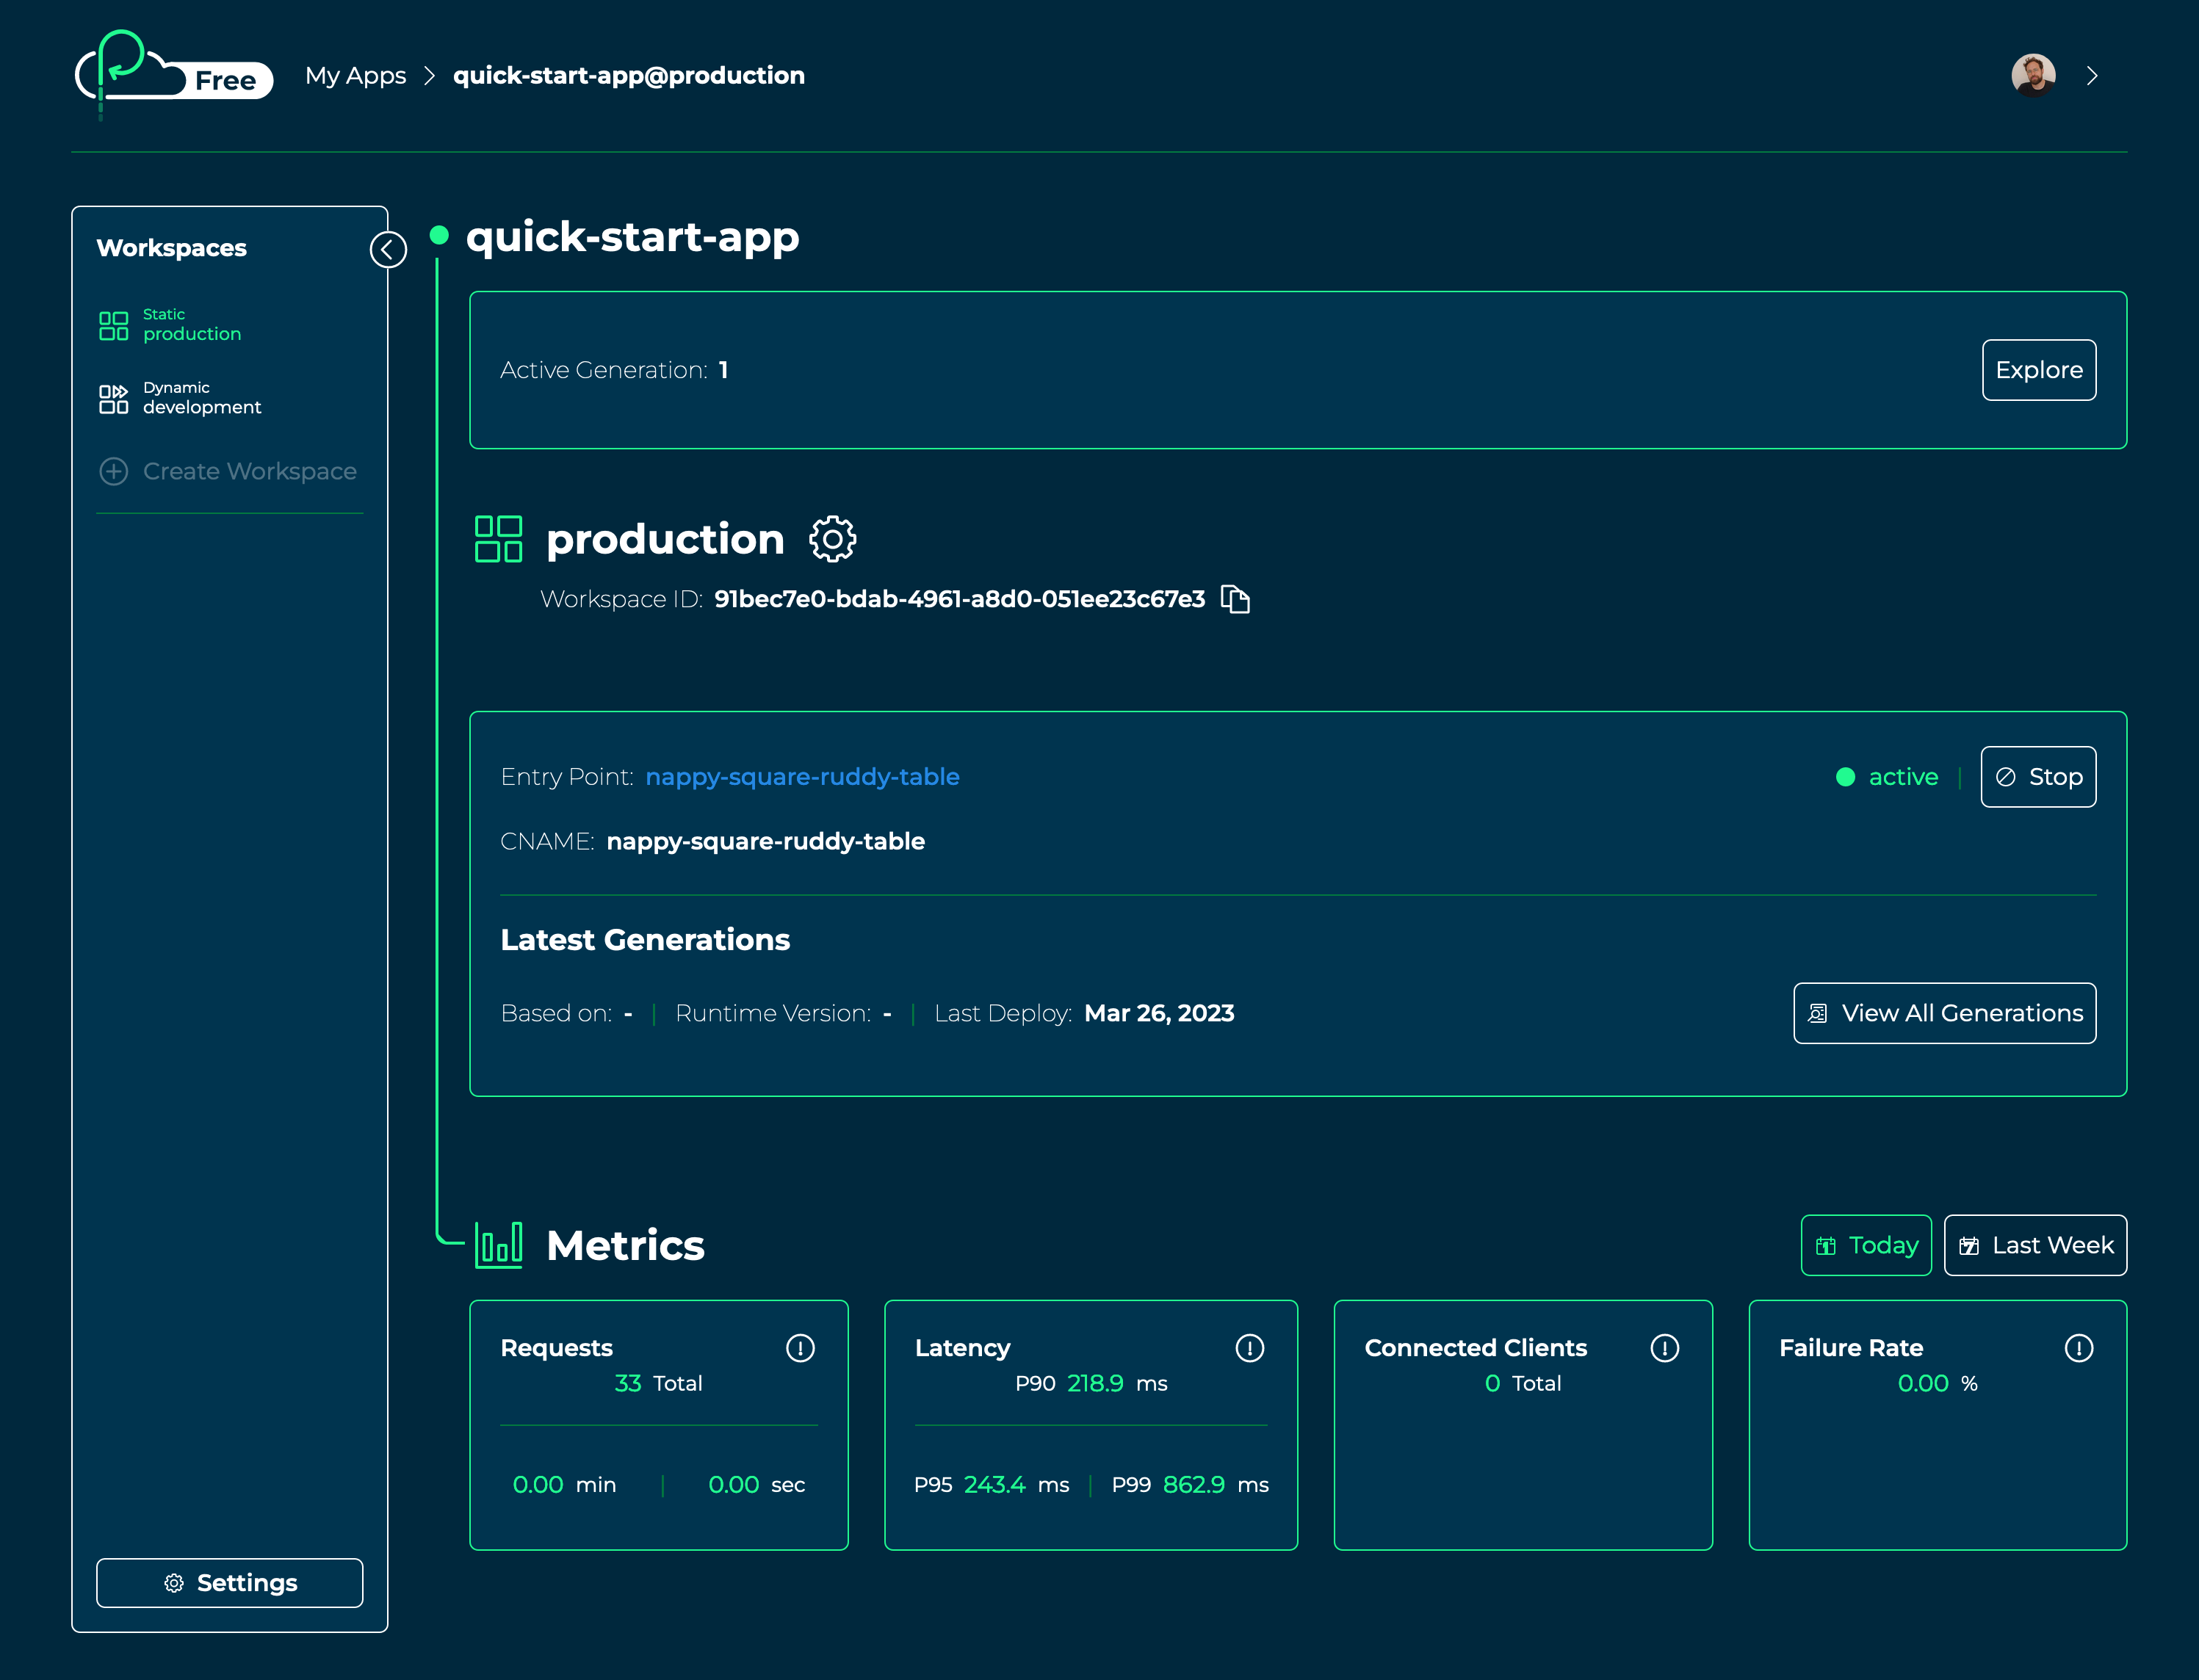 Free
My Apps > quick-start-app@production
Workspaces
Static
production
Dynamic
development
Create Workspace
Settings
quick-start-app
Active Generation: 1
Explore
production
Workspace ID: 91bec7e0-bdab-4961-a8d0-051ee23c67e3
Entry Point: nappy-square-ruddy-table
active | Stop
CNAME: nappy-square-ruddy-table
Latest Generations
Based on: - | Runtime Version: - | Last Deploy: Mar 26, 2023
View All Generations
Metrics
1 Today
7 Last Week
Requests
33 Total
0.00 min | 0.00 sec
Latency
P90 218.9 ms
P95 243.4 ms | P99 862.9 ms
Connected Clients
0 Total
Failure Rate
0.00 %